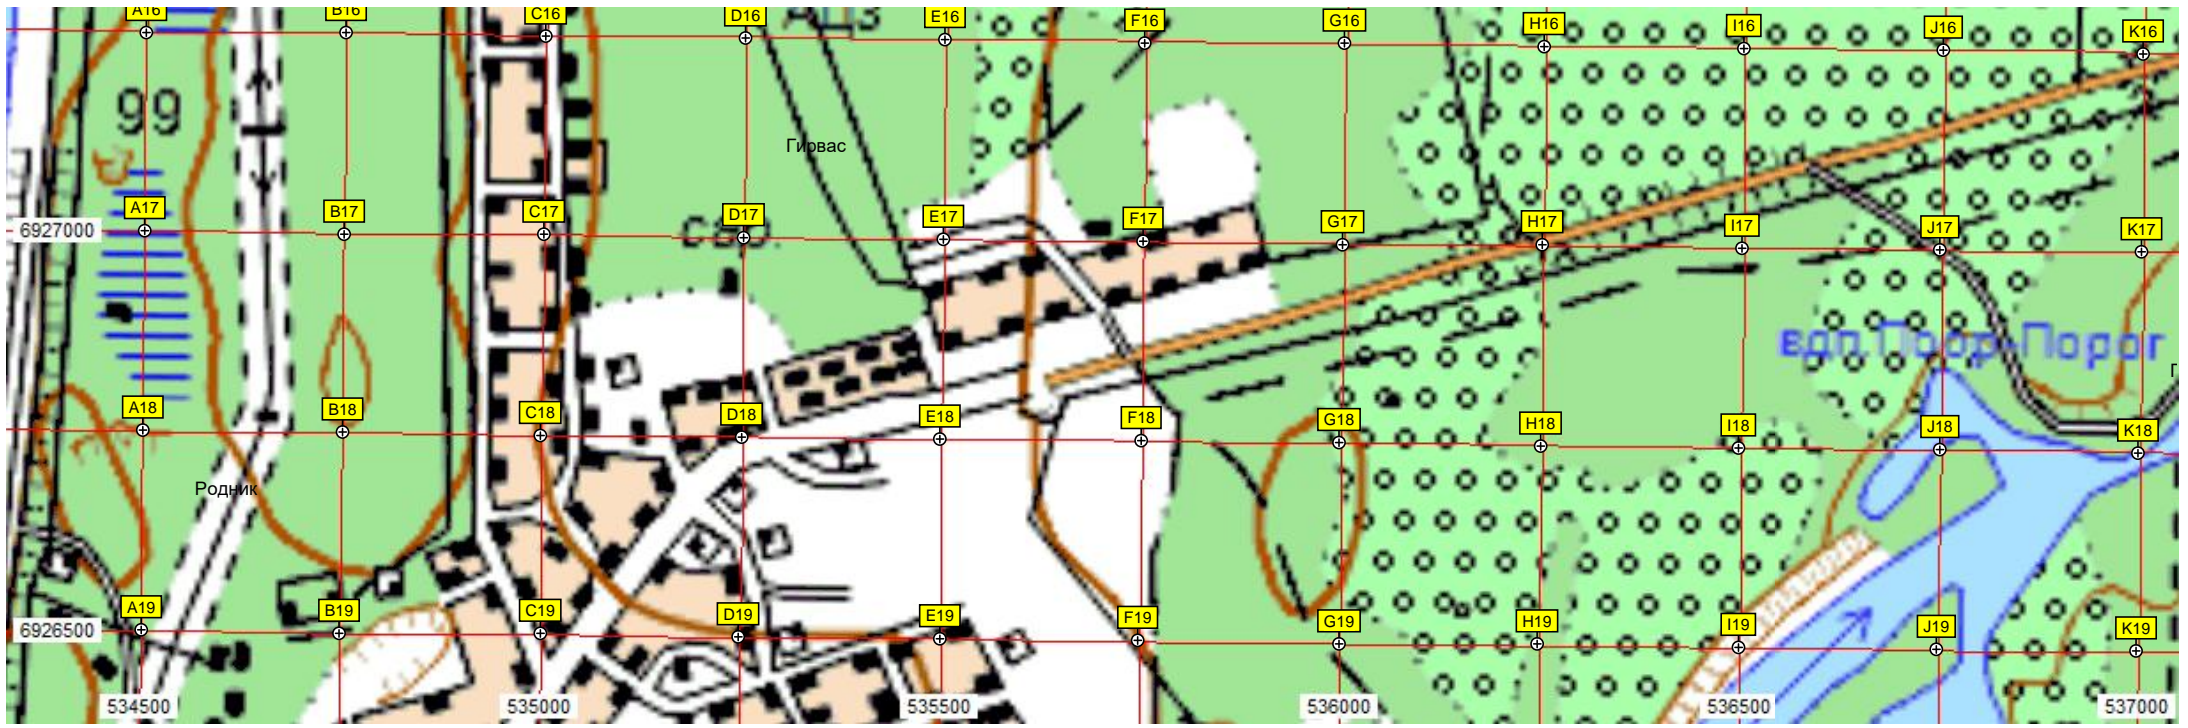 A16 B16 C16 D16 E16 F16 G16 H16 I16 J16 K16
99
Гирвас
6927000 A17 B17 C17 D17 E17 F17 G17 H17 I17 J17 K17
вдп. Поор-Порог
A18 B18 C18 D18 E18 F18 G18 H18 I18 J18 K18
Родник
6926500 A19 B19 C19 D19 E19 F19 G19 H19 I19 J19 K19
534500 535000 535500 536000 536500 537000